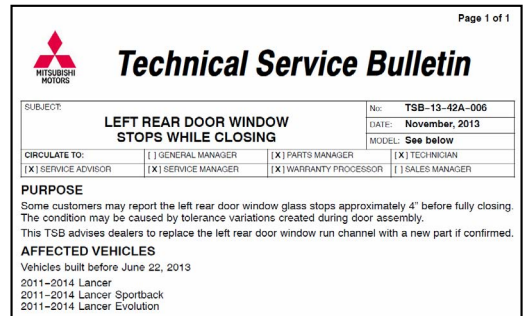 Page 1 of 1
MITSUBISHI
MOTORS
Technical Service Bulletin
SUBJECT:
LEFT REAR DOOR WINDOW
STOPS WHILE CLOSING
No: TSB-13-42A-006
DATE: November, 2013
MODEL: See below
CIRCULATE TO: [ ] GENERAL MANAGER [X] PARTS MANAGER [X] TECHNICIAN
[X] SERVICE ADVISOR [X] SERVICE MANAGER [X] WARRANTY PROCESSOR [ ] SALES MANAGER
PURPOSE
Some customers may report the left rear door window glass stops approximately 4" before fully closing.
The condition may be caused by tolerance variations created during door assembly.
This TSB advises dealers to replace the left rear door window run channel with a new part if confirmed.
AFFECTED VEHICLES
Vehicles built before June 22, 2013
2011-2014 Lancer
2011-2014 Lancer Sportback
2011-2014 Lancer Evolution